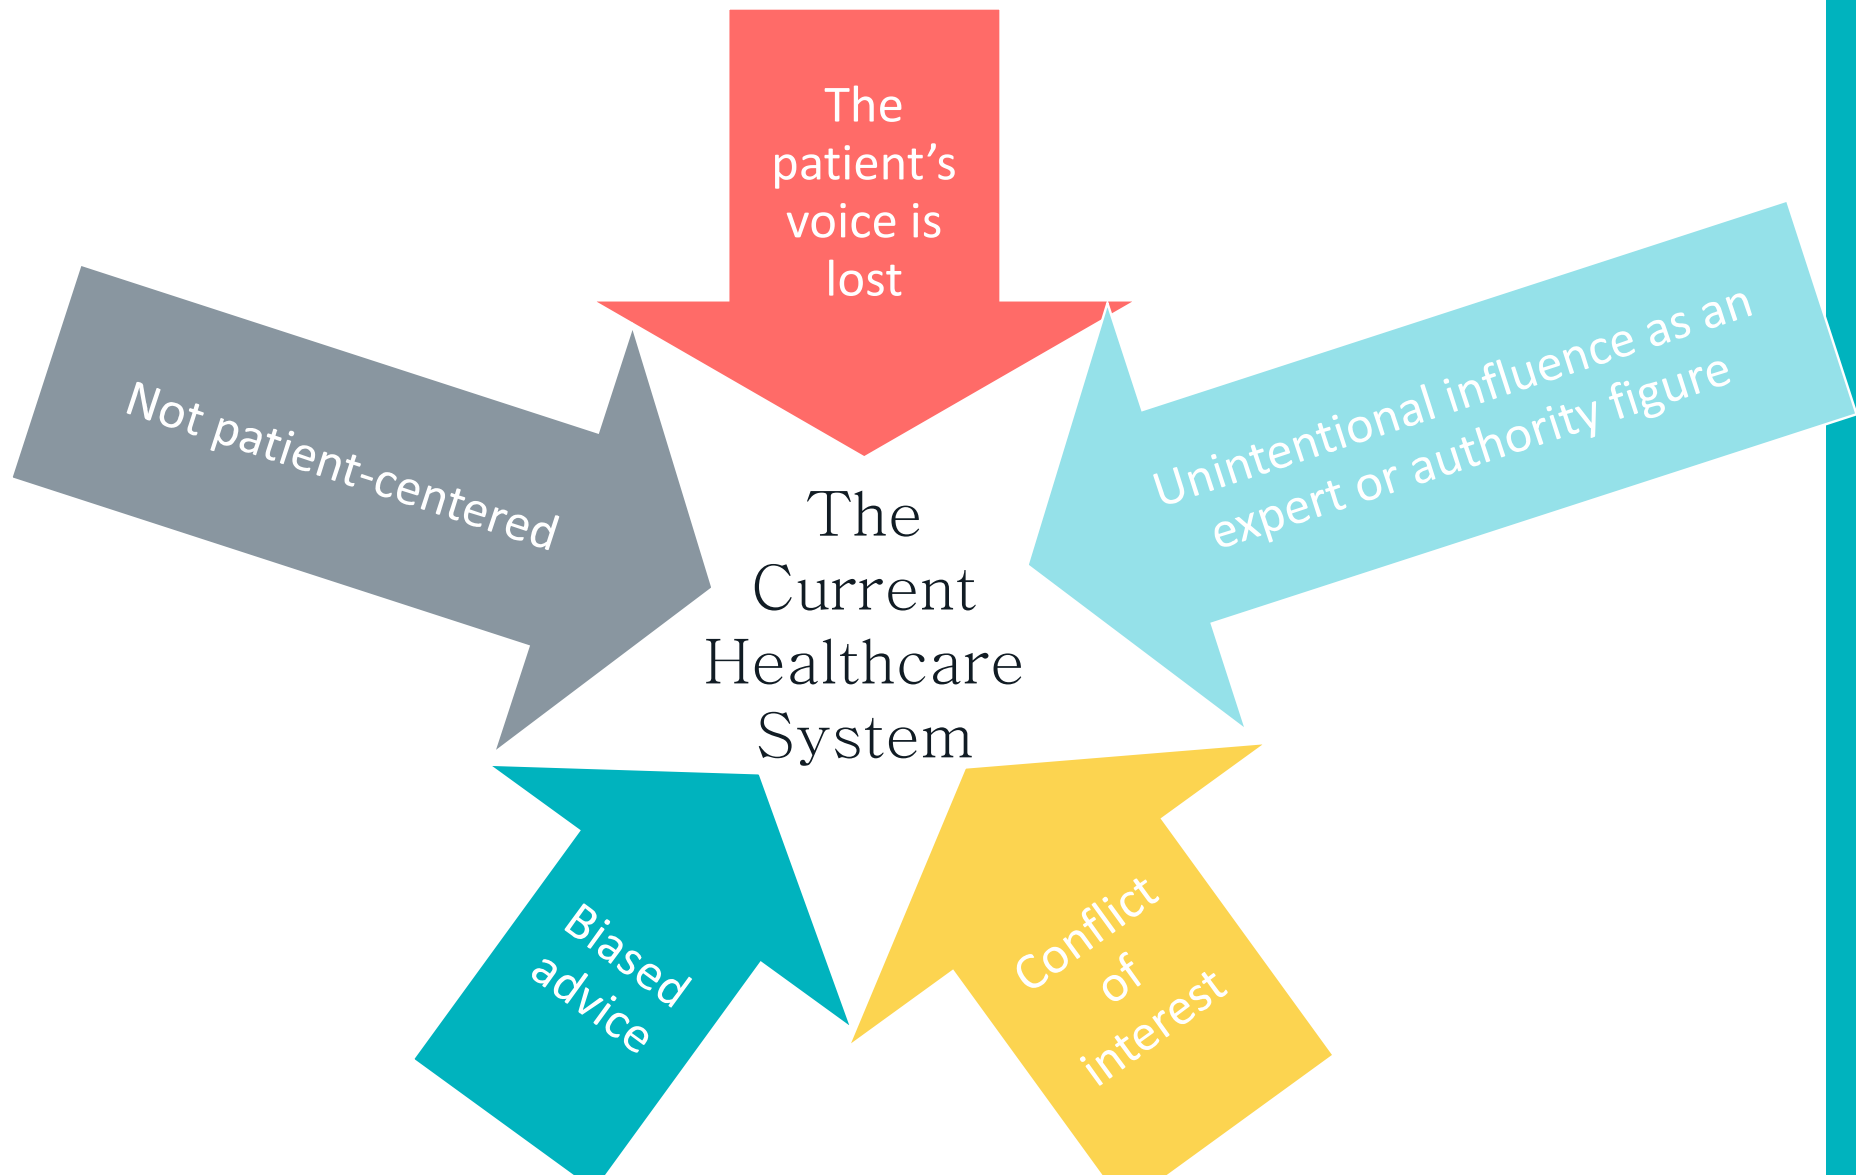 The
patient’s
voice is
lost
Unintentional influence as an
expert or authority figure
Not patient-centered
The
Current
Healthcare
System
Biased
advice
Conflict
of
interest